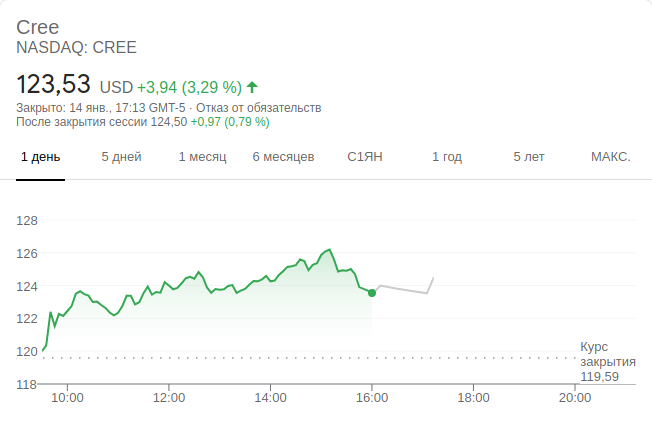 Cree
NASDAQ: CREE
123,53 USD +3,94 (3,29 %)
Закрыто: 14 янв., 17:13 GMT-5 · Отказ от обязательств
После закрытия сессии 124,50 +0,97 (0,79 %)
1 день 5 дней 1 месяц 6 месяцев С1ЯН 1 год 5 лет МАКС.
128
126
124
122
120
118
Курс
закрытия
119,59
10:00 12:00 14:00 16:00 18:00 20:00